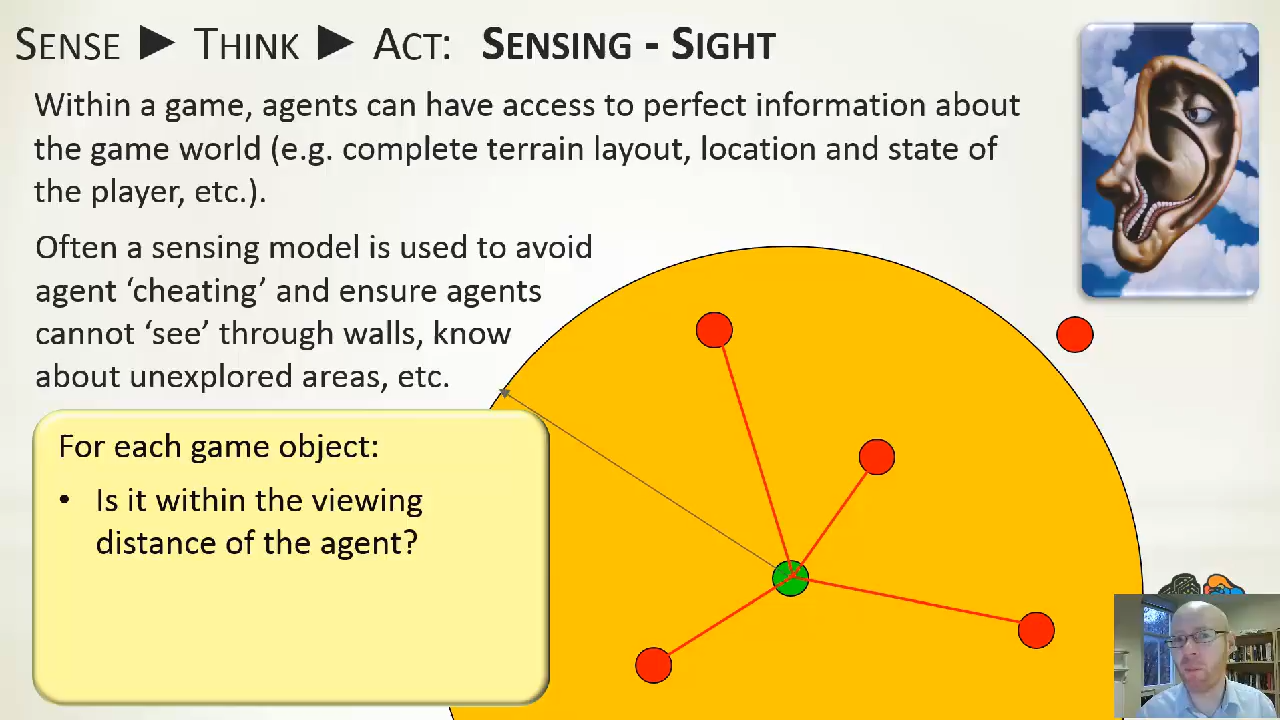 SENSE ► THINK ► ACT: SENSING - SIGHT
Within a game, agents can have access to perfect information about
the game world (e.g. complete terrain layout, location and state of
the player, etc.).
Often a sensing model is used to avoid
agent ‘cheating’ and ensure agents
cannot ‘see’ through walls, know
about unexplored areas, etc.
For each game object:
• Is it within the viewing
distance of the agent?